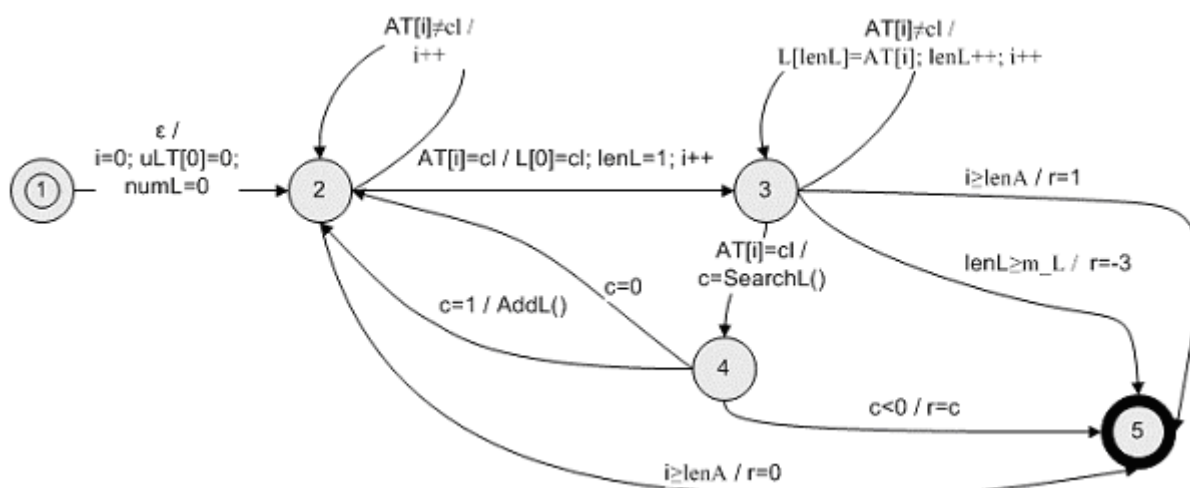 AT[i]≠cl /
i++
AT[i]≠cl /
L[lenL]=AT[i]; lenL++; i++
ε /
i=0; uLT[0]=0;
numL=0
AT[i]=cl / L[0]=cl; lenL=1; i++
1
2
3
i≥lenA / r=1
AT[i]=cl /
c=SearchL()
lenL≥m_L / r=-3
c=0
c=1 / AddL()
4
c<0 / r=c
5
i≥lenA / r=0